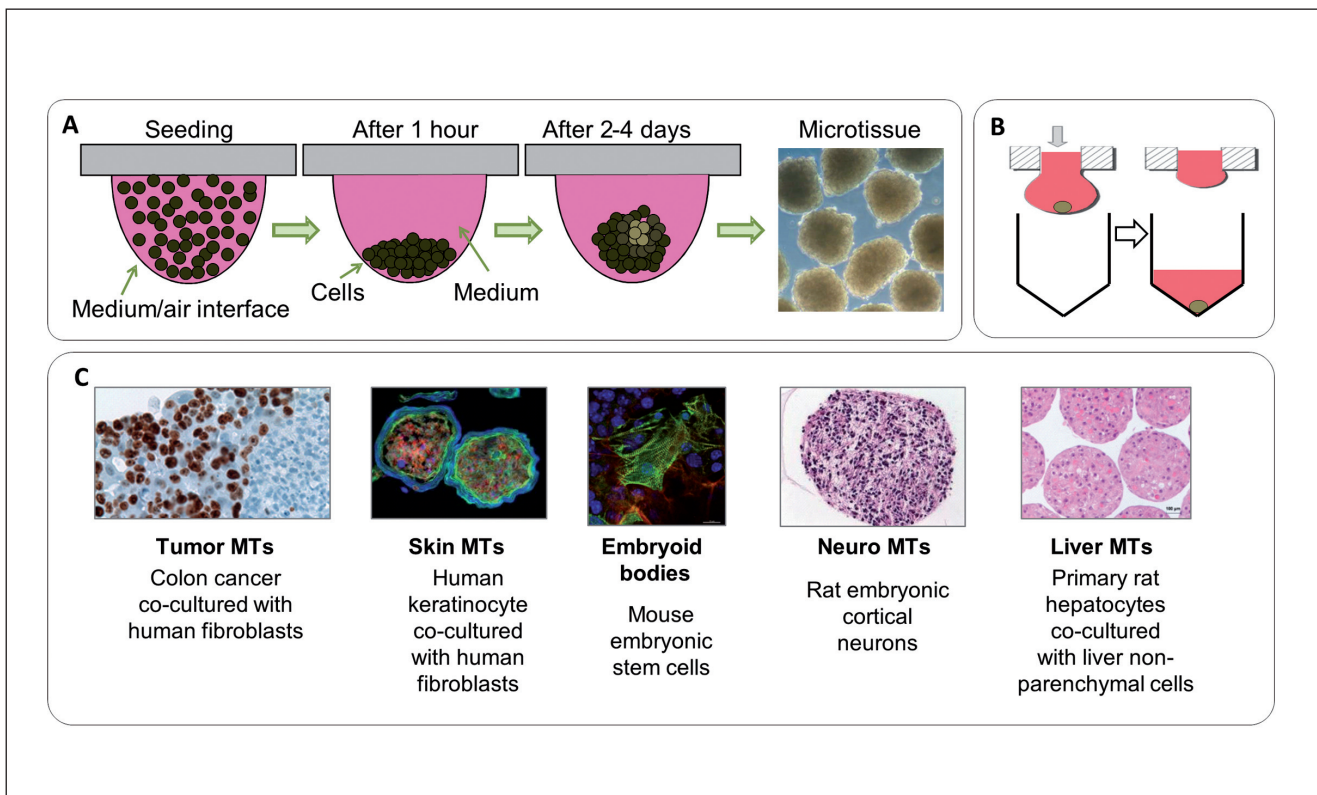 A
Seeding
After 1 hour
After 2-4 days
Microtissue
Medium/air interface
Cells
Medium
B
C
Tumor MTs
Colon cancer
co-cultured with
human fibroblasts
Skin MTs
Human
keratinocyte
co-cultured
with human
fibroblasts
Embryoid
bodies
Mouse
embryonic
stem cells
Neuro MTs
Rat embryonic
cortical
neurons
100 µm
Liver MTs
Primary rat
hepatocytes
co-cultured
with liver non-
parenchymal cells